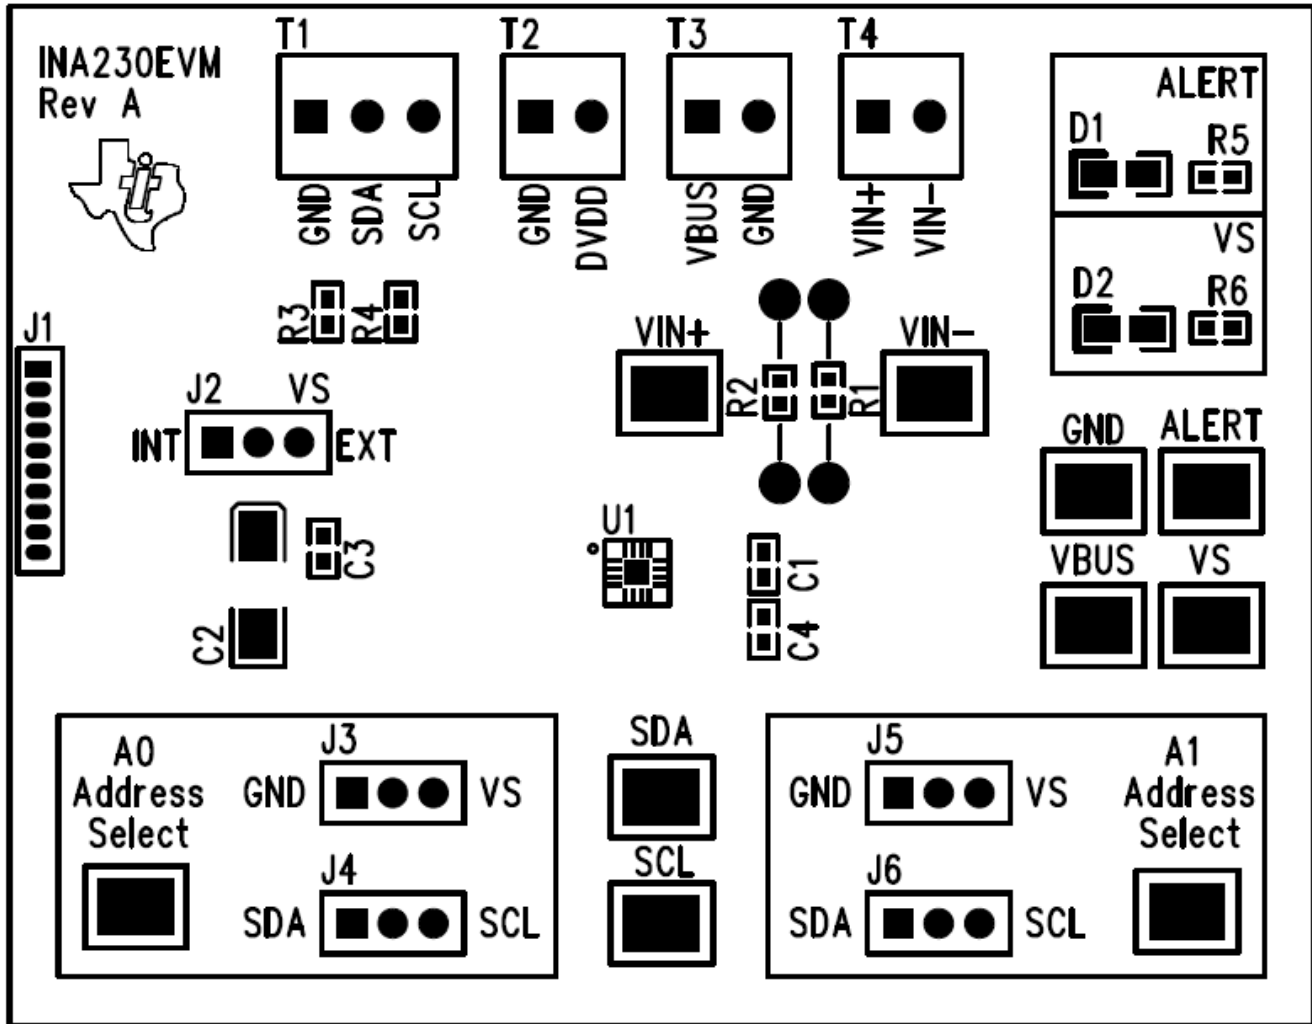 INA230EVM
Rev A
T1
T2
T3
T4
GND
SDA
SCL
GND
DVDD
VBUS
GND
VIN+
VIN-
ALERT
D1
R5
VS
D2
R6
R3
R4
J1
VIN+
VIN-
R2
R1
J2
VS
INT
EXT
GND
ALERT
U1
C3
C1
VBUS
VS
C2
C4
A0
Address
Select
J3
GND
VS
J4
SDA
SCL
SDA
SCL
J5
GND
VS
J6
SDA
SCL
A1
Address
Select